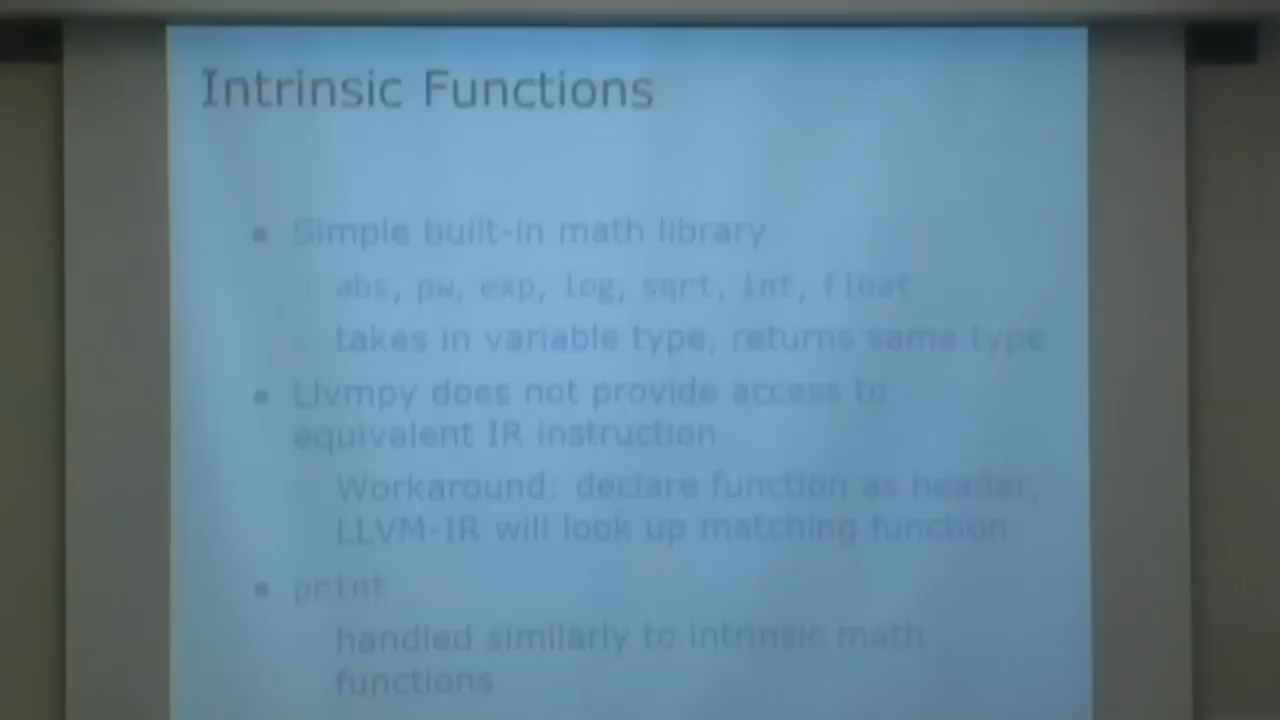 Intrinsic Functions
• Simple built-in math library
abs, pw, exp, log, sqrt, int, float
takes in variable type, returns same type
• Llvmpy does not provide access to
equivalent IR instruction
Workaround: declare function as header,
LLVM-IR will look up matching function
• print
handled similarly to intrinsic math
functions